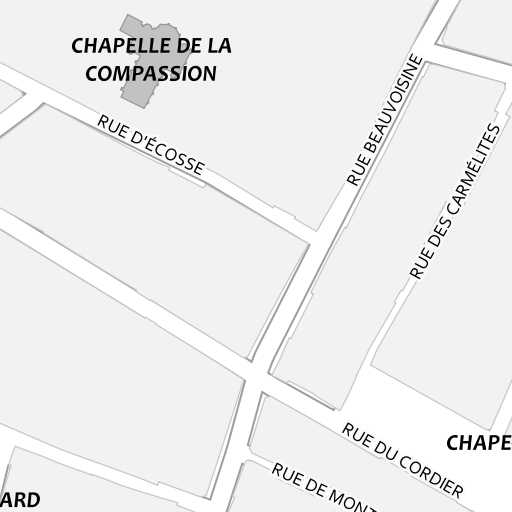 CHAPELLE DE LA
COMPASSION
RUE D'ÉCOSSE
RUE BEAUVOISINE
RUE DES CARMÉLITES
RUE DU CORDIER
CHAPE
RUE DE MONT
ARD